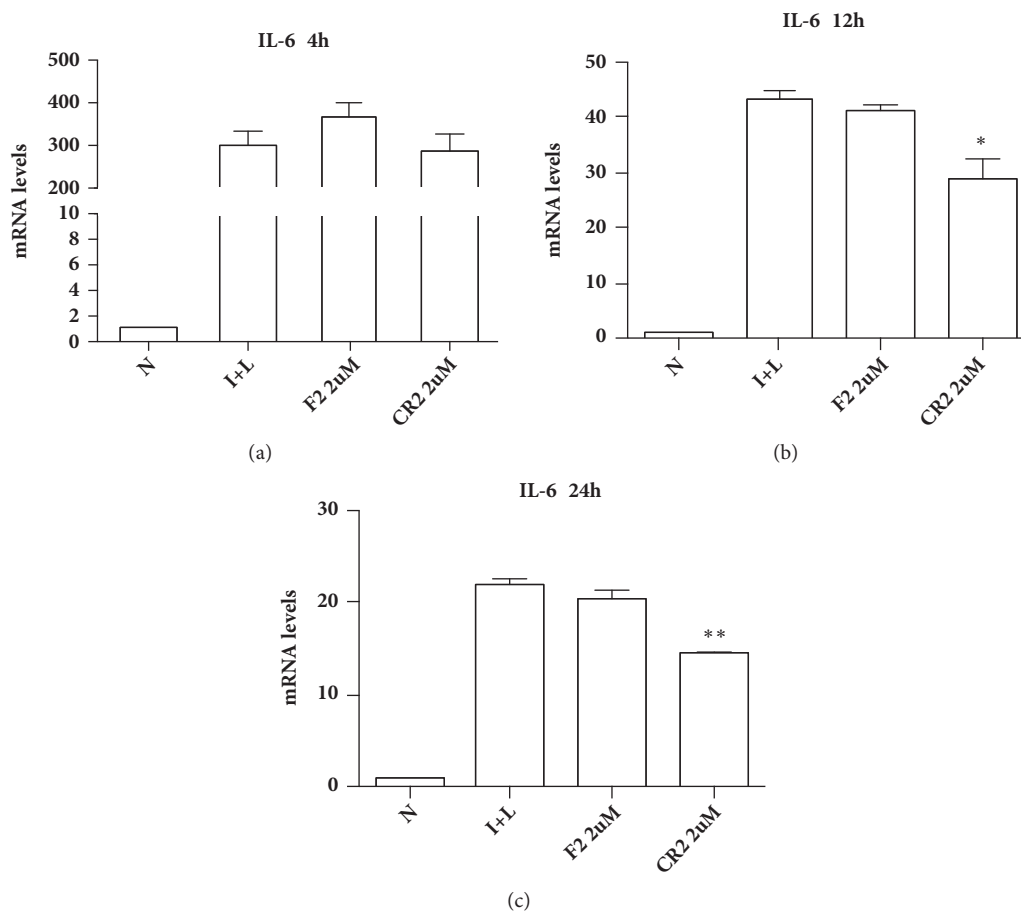 IL-6 4h
mRNA levels
500
400
300
200
10
8
6
4
2
0
N
I+L
F2 2uM
CR2 2uM
(a)
IL-6 12h
mRNA levels
50
40
30
20
10
0
*
N
I+L
F2 2uM
CR2 2uM
(b)
IL-6 24h
mRNA levels
30
20
10
0
**
N
I+L
F2 2uM
CR2 2uM
(c)